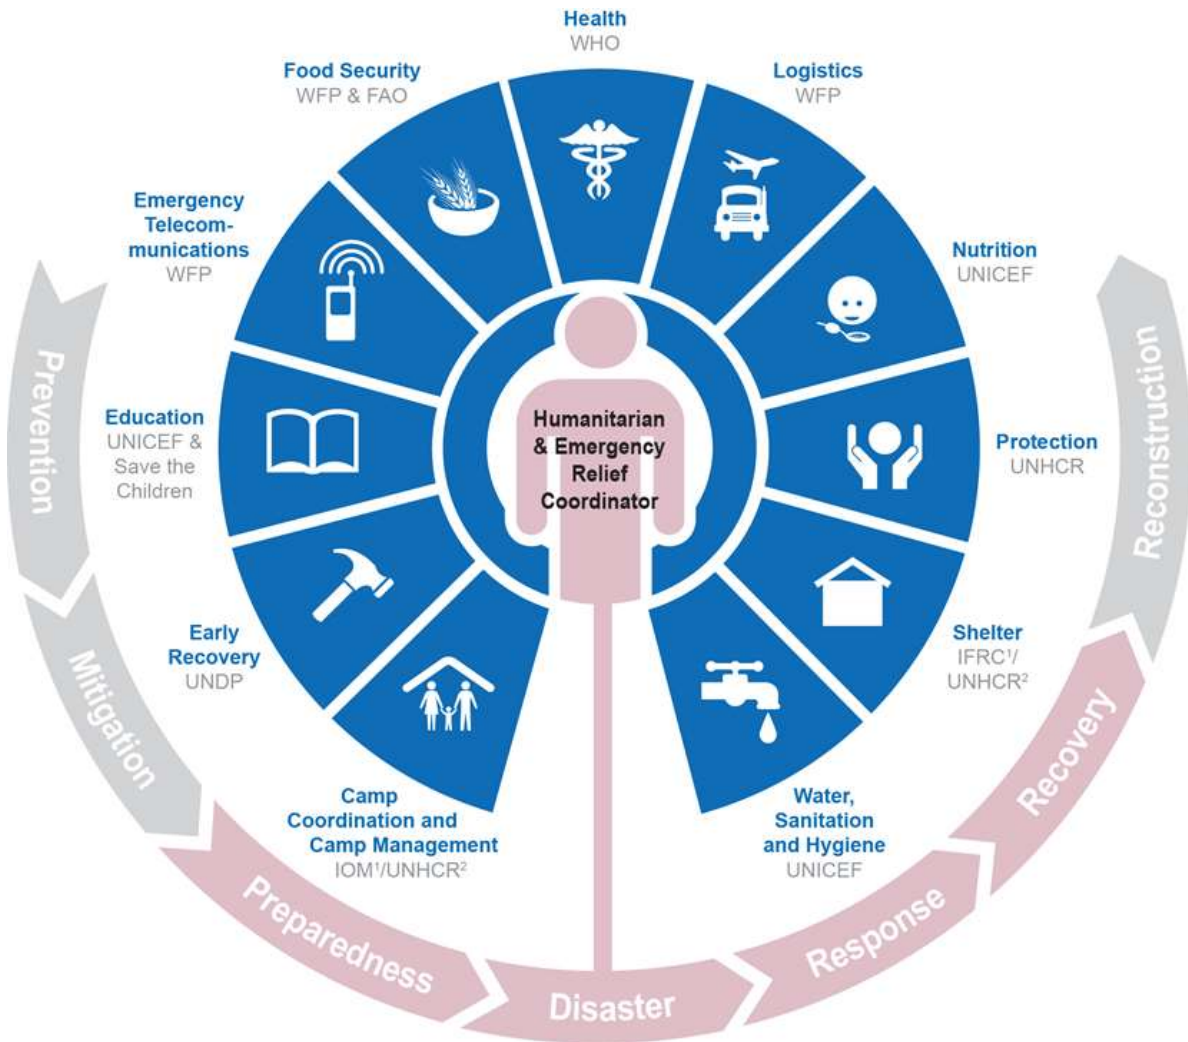 Health
WHO
Food Security
WFP & FAO
Logistics
WFP
Emergency
Telecom-
munications
WFP
Nutrition
UNICEF
Education
UNICEF &
Save the
Children
Humanitarian
& Emergency
Relief
Coordinator
Protection
UNHCR
Early
Recovery
UNDP
Shelter
IFRC¹/
UNHCR²
Camp
Coordination and
Camp Management
IOM¹/UNHCR²
Water,
Sanitation
and Hygiene
UNICEF
Prevention
Mitigation
Preparedness
Disaster
Response
Recovery
Reconstruction